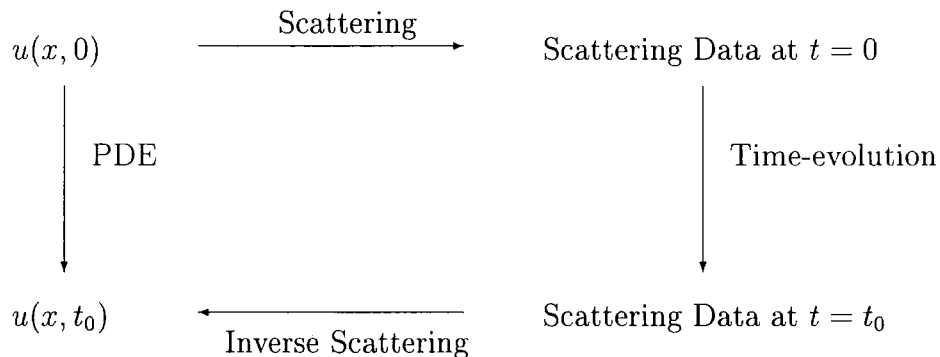 Scattering
u(x, 0)
Scattering Data at t = 0
PDE
Time-evolution
u(x, t₀)
Scattering Data at t = t₀
Inverse Scattering